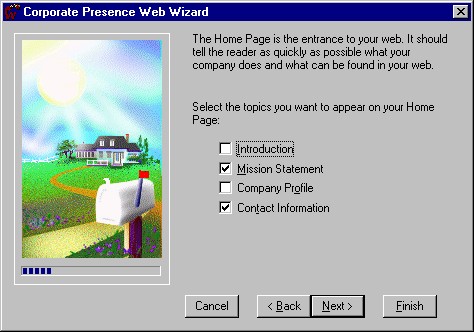 Corporate Presence Web Wizard
The Home Page is the entrance to your web. It should
tell the reader as quickly as possible what your
company does and what can be found in your web.
Select the topics you want to appear on your Home
Page:
Introduction
Mission Statement
Company Profile
Contact Information
Cancel
< Back
Next >
Finish